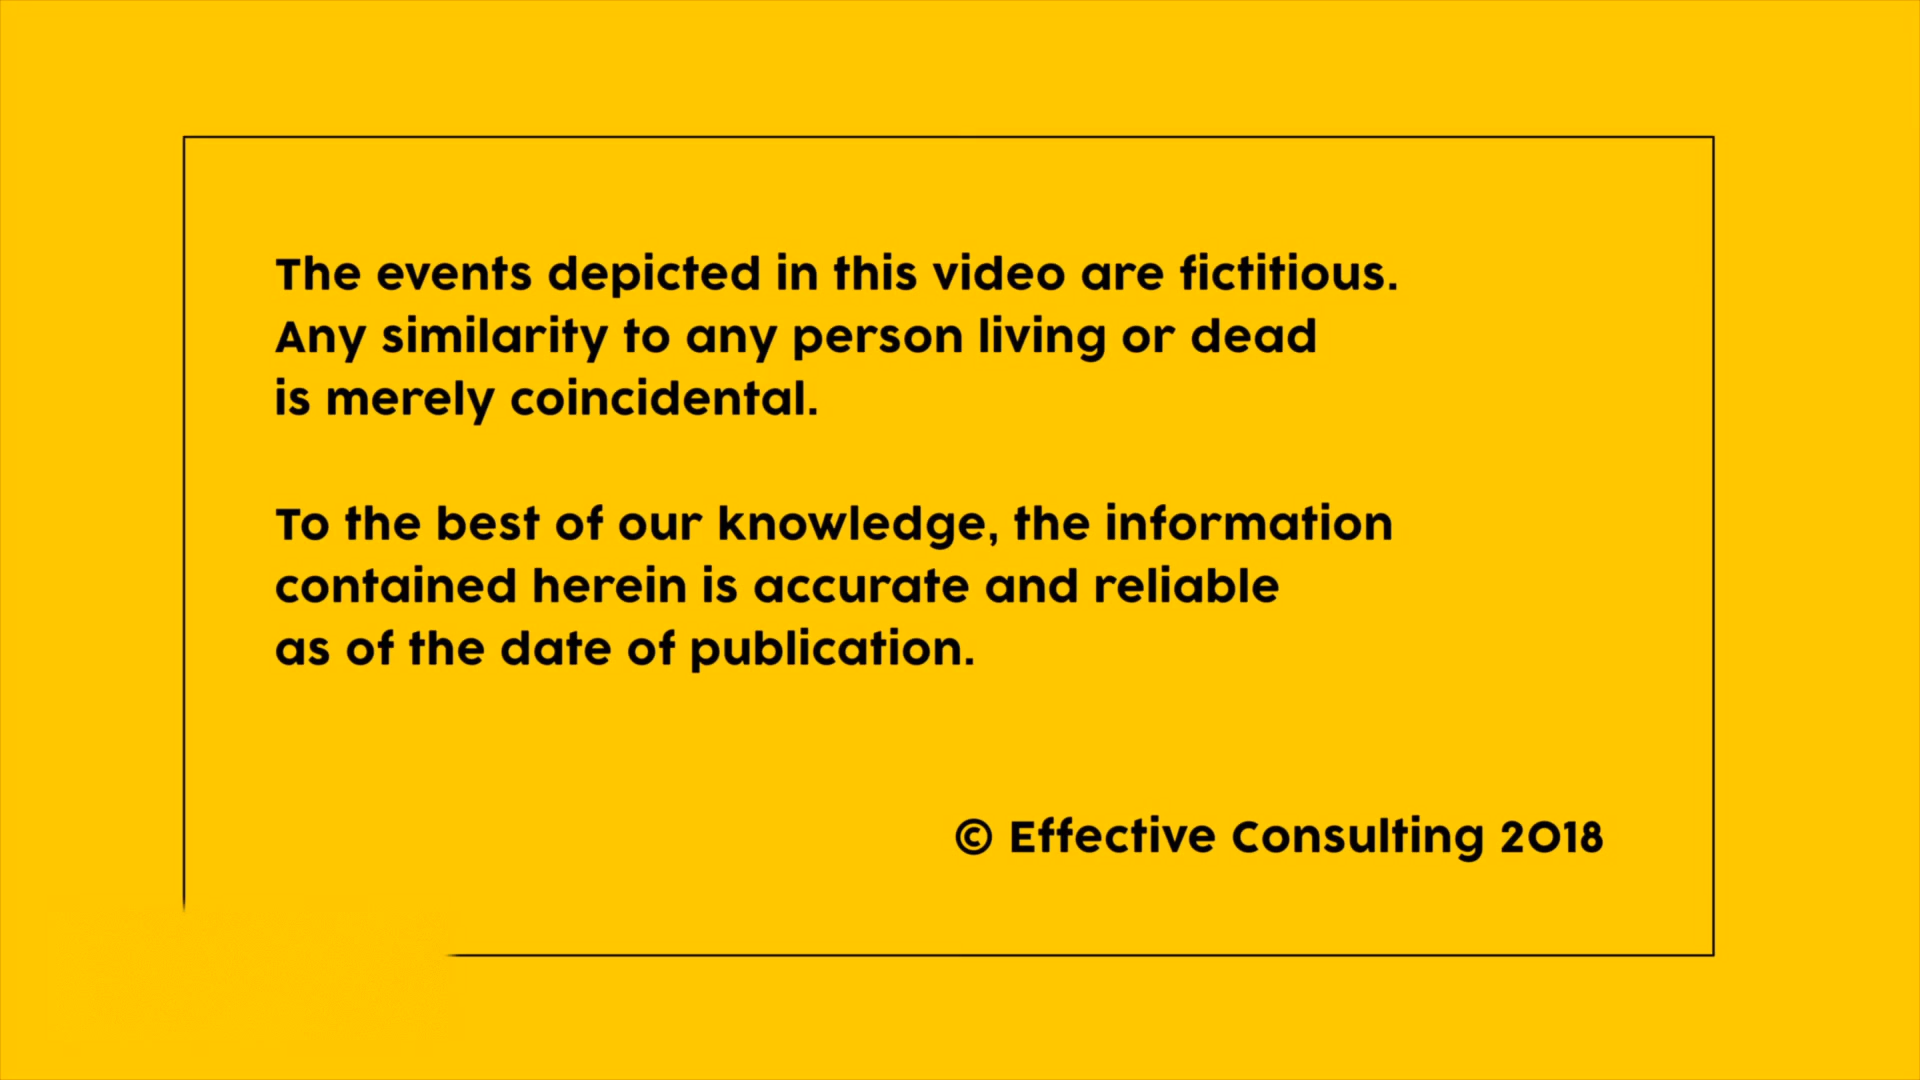 The events depicted in this video are fictitious.
Any similarity to any person living or dead
is merely coincidental.
To the best of our knowledge, the information
contained herein is accurate and reliable
as of the date of publication.
© Effective Consulting 2018